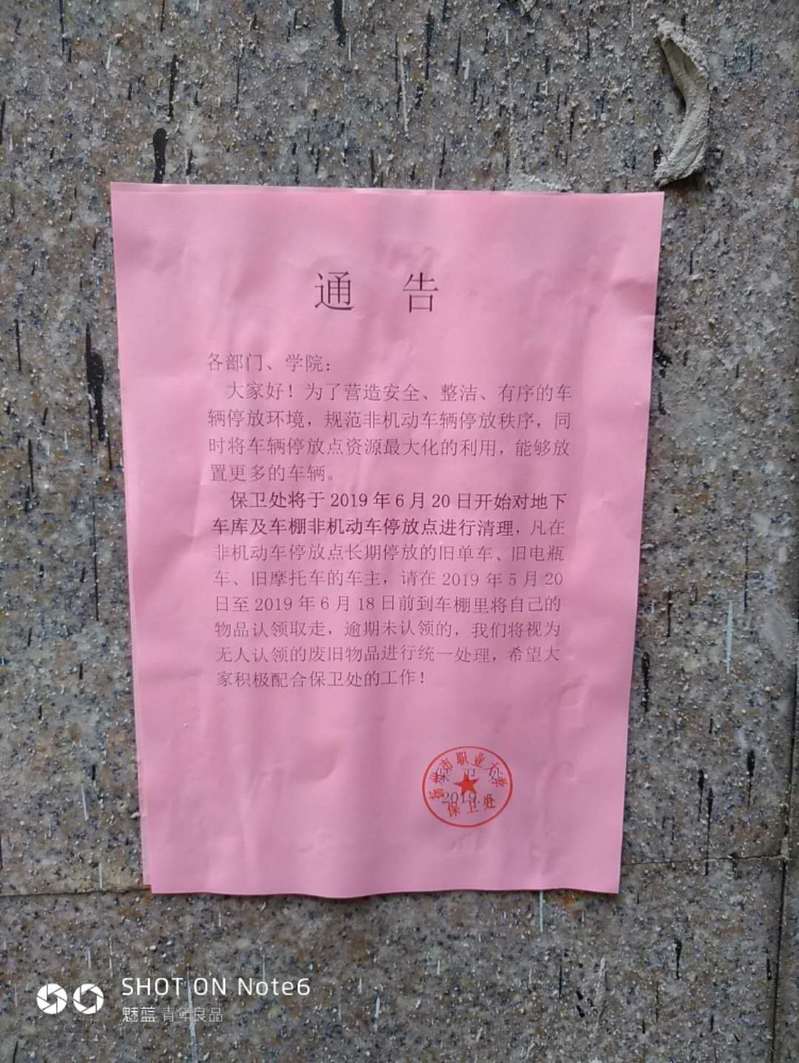 通 告
各部门、学院：
大家好！为了营造安全、整洁、有序的车
辆停放环境，规范非机动车辆停放秩序，同
时将车辆停放点资源最大化的利用，能够放
置更多的车辆。
保卫处将于 2019 年 6 月 20 日开始对地下
车库及车棚非机动车停放点进行清理，凡在
非机动车停放点长期停放的旧单车、旧电瓶
车、旧摩托车的车主，请在 2019 年 5 月 20
日至 2019 年 6 月 18 日前到车棚里将自己的
物品认领取走，逾期未认领的，我们将视为
无人认领的废旧物品进行统一处理，希望大
家积极配合保卫处的工作！
市职业大学
2019.
保卫处
SHOT ON Note6
魅蓝 青年良品